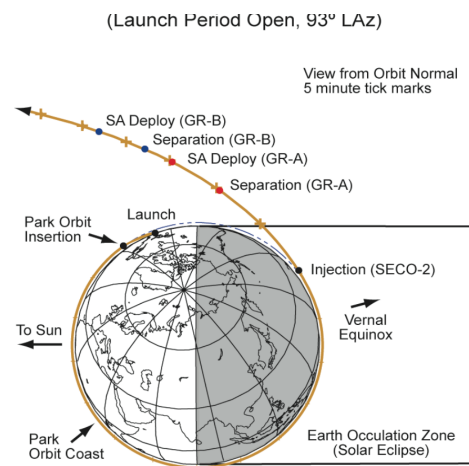 (Launch Period Open, 93º LAz)
View from Orbit Normal
5 minute tick marks
SA Deploy (GR-B)
Separation (GR-B)
SA Deploy (GR-A)
Separation (GR-A)
Launch
Park Orbit
Insertion
Injection (SECO-2)
Vernal
Equinox
To Sun
Park
Orbit Coast
Earth Occulation Zone
(Solar Eclipse)